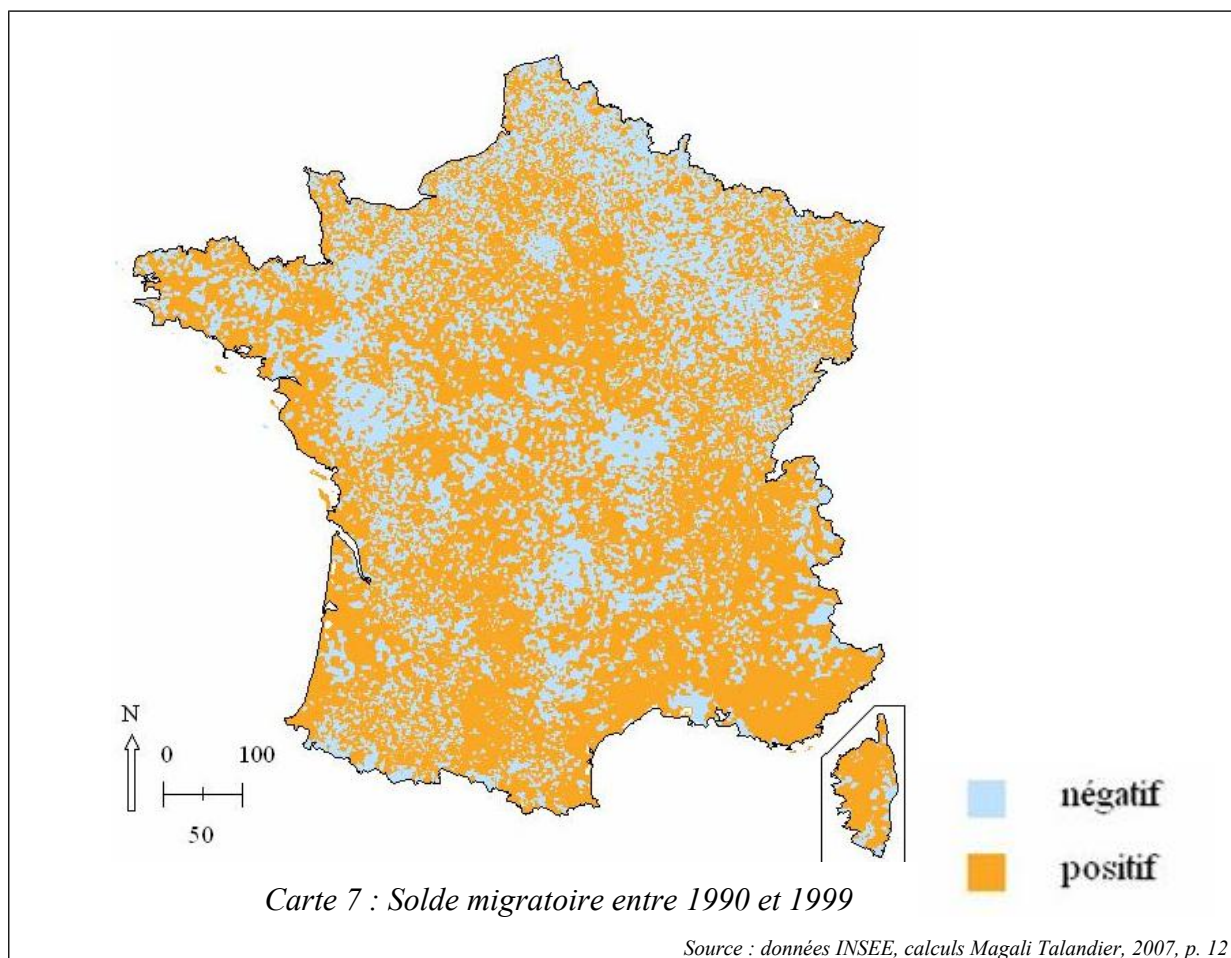 N
0 100
50
négatif
positif
Carte 7 : Solde migratoire entre 1990 et 1999
Source : données INSEE, calculs Magali Talandier, 2007, p. 12